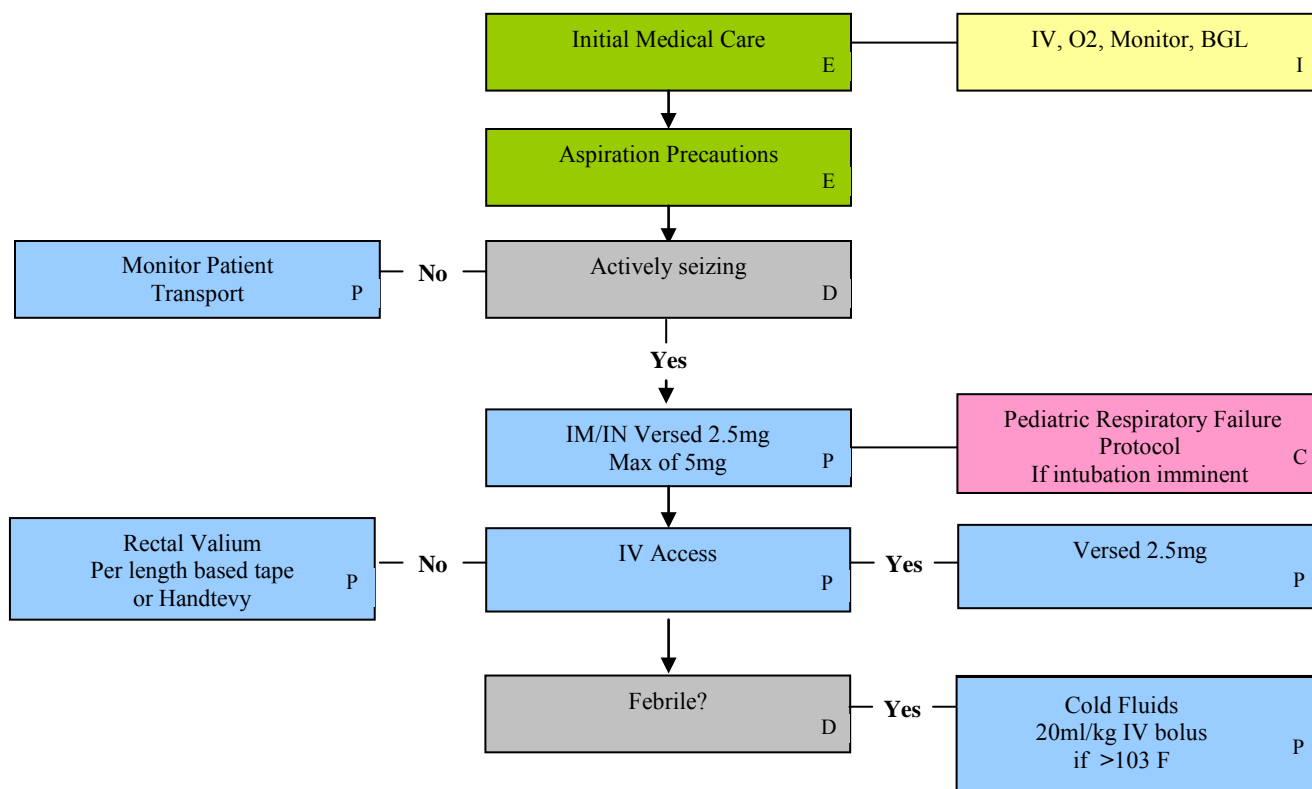 Initial Medical Care
E
IV, O2, Monitor, BGL
I
Aspiration Precautions
E
Monitor Patient
Transport
P
No
Actively seizing
D
Yes
IM/IN Versed 2.5mg
Max of 5mg
P
Pediatric Respiratory Failure
Protocol
If intubation imminent
C
Rectal Valium
Per length based tape
or Handtevy
P
No
IV Access
P
Yes
Versed 2.5mg
P
Febrile?
D
Yes
Cold Fluids
20ml/kg IV bolus
if >103 F
P